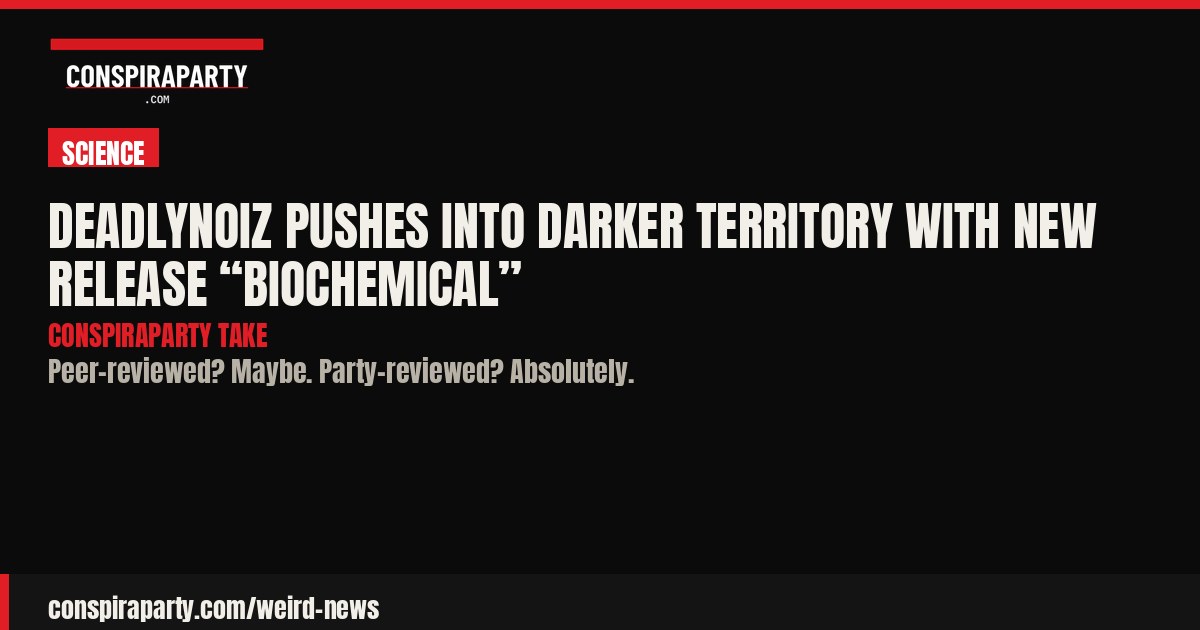 CONSPIRAPARTY
.COM
SCIENCE
DEADLYNOIZ PUSHES INTO DARKER TERRITORY WITH NEW
RELEASE “BIOCHEMICAL”
CONSPIRAPARTY TAKE
Peer-reviewed? Maybe. Party-reviewed? Absolutely.
conspiraparty.com/weird-news